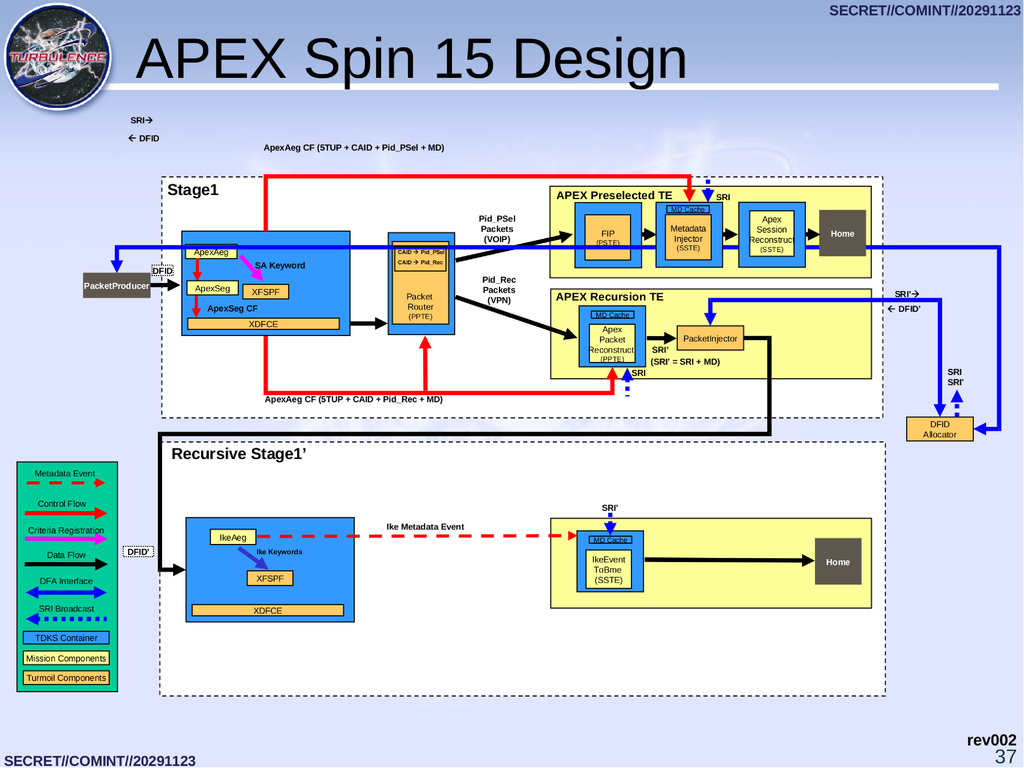 SECRET//COMINT//20291123
TURBULENCE
APEX Spin 15 Design
SRI→
← DFID
ApexAeg CF (5TUP + CAID + Pid_PSel + MD)
Stage1
APEX Preselected TE
SRI
MD Cache
Pid_PSel
Packets
(VOIP)
FIP
(PSTE)
Metadata
Injector
(SSTE)
Apex
Session
Reconstruct
(SSTE)
Home
ApexAeg
SA Keyword
CAID → Pid_PSel
CAID → Pid_Rec
DFID
PacketProducer
ApexSeg
XFSPF
ApexSeg CF
XDFCE
Packet
Router
(PPTE)
Pid_Rec
Packets
(VPN)
APEX Recursion TE
SRI'→
← DFID'
MD Cache
Apex
Packet
Reconstruct
(PPTE)
PacketInjector
SRI'
(SRI' = SRI + MD)
SRI
SRI
SRI'
ApexAeg CF (5TUP + CAID + Pid_Rec + MD)
DFID
Allocator
Recursive Stage1’
Metadata Event
Control Flow
Criteria Registration
Data Flow
DFA Interface
SRI Broadcast
TDKS Container
Mission Components
Turmoil Components
DFID'
SRI'
Ike Metadata Event
IkeAeg
MD Cache
Ike Keywords
IkeEvent
ToBme
(SSTE)
Home
XFSPF
XDFCE
rev002
37
SECRET//COMINT//20291123